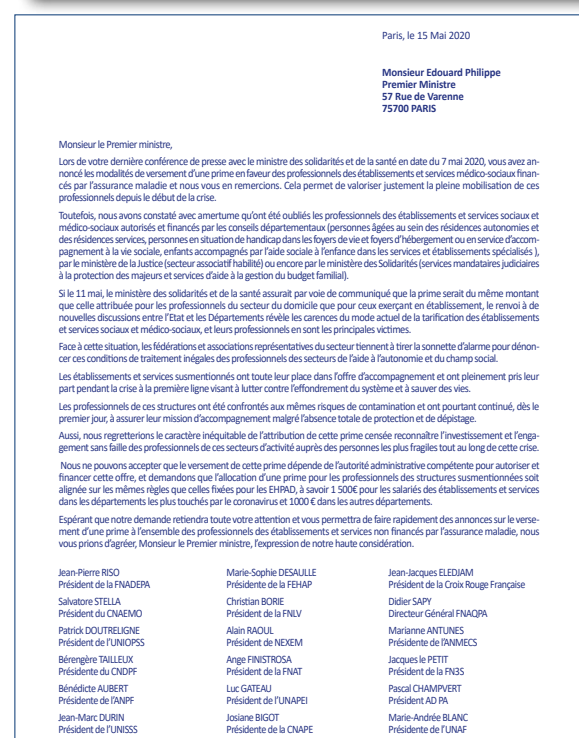 Paris, le 15 Mai 2020
Monsieur Edouard Philippe
Premier Ministre
57 Rue de Varenne
75700 PARIS
Monsieur le Premier ministre,
Lors de votre dernière conférence de presse avec le ministre des solidarités et de la santé en date du 7 mai 2020, vous avez an-
noncé les modalités de versement d'une prime en faveur des professionnels des établissements et services médico-sociaux finan-
cés par l'assurance maladie et nous vous en remercions. Cela permet de valoriser justement la pleine mobilisation de ces
professionnels depuis le début de la crise.
Toutefois, nous avons constaté avec amertume qu'ont été oubliés les professionnels des établissements et services sociaux et
médico-sociaux autorisés et financés par les conseils départementaux (personnes âgées au sein des résidences autonomies et
des résidences services, personnes en situation de handicap dans les foyers de vie et foyers d'hébergement ou en service d'accom-
pagnement à la vie sociale, enfants accompagnés par l'aide sociale à l'enfance dans les services et établissements spécialisés ),
par le ministère de la Justice (secteur associatif habilité) ou encore par le ministère des Solidarités (services mandataires judiciaires
à la protection des majeurs et services d'aide à la gestion du budget familial).
Si le 11 mai, le ministère des solidarités et de la santé assurait par voie de communiqué que la prime serait du même montant
que celle attribuée pour les professionnels du secteur du domicile que pour ceux exerçant en établissement, le renvoi à de
nouvelles discussions entre l'Etat et les Départements révèle les carences du mode actuel de la tarification des établissements
et services sociaux et médico-sociaux, et leurs professionnels en sont les principales victimes.
Face à cette situation, les fédérations et associations représentatives du secteur tiennent à tirer la sonnette d'alarme pour dénon-
cer ces conditions de traitement inégales des professionnels des secteurs de l'aide à l'autonomie et du champ social.
Les établissements et services susmentionnés ont toute leur place dans l'offre d'accompagnement et ont pleinement pris leur
part pendant la crise à la première ligne visant à lutter contre l'effondrement du système et à sauver des vies.
Les professionnels de ces structures ont été confrontés aux mêmes risques de contamination et ont pourtant continué, dès le
premier jour, à assurer leur mission d'accompagnement malgré l'absence totale de protection et de dépistage.
Aussi, nous regretterions le caractère inéquitable de l'attribution de cette prime censée reconnaître l'investissement et l'enga-
gement sans faille des professionnels de ces secteurs d'activité auprès des personnes les plus fragiles tout au long de cette crise.
Nous ne pouvons accepter que le versement de cette prime dépende de l'autorité administrative compétente pour autoriser et
financer cette offre, et demandons que l'allocation d'une prime pour les professionnels des structures susmentionnées soit
alignée sur les mêmes règles que celles fixées pour les EHPAD, à savoir 1 500€ pour les salariés des établissements et services
dans les départements les plus touchés par le coronavirus et 1000 € dans les autres départements.
Espérant que notre demande retiendra toute votre attention et vous permettra de faire rapidement des annonces sur le verse-
ment d'une prime à l'ensemble des professionnels des établissements et services non financés par l'assurance maladie, nous
vous prions d'agréer, Monsieur le Premier ministre, l'expression de notre haute considération.
Jean-Pierre RISO
Président de la FNADEPA
Marie-Sophie DESAULLE
Présidente de la FEHAP
Jean-Jacques ELEDJAM
Président de la Croix Rouge Française
Salvatore STELLA
Président du CNAEMO
Christian BORIE
Président de la FNLV
Didier SAPY
Directeur Général FNAQPA
Patrick DOUTRELIGNE
Président de l'UNIOPSS
Alain RAOUL
Président de NEXEM
Marianne ANTUNES
Présidente de l'ANMECS
Bérengère TAILLEUX
Présidente du CNDPF
Ange FINISTROSA
Président de la FNAT
Jacques le PETIT
Président de la FN3S
Bénédicte AUBERT
Présidente de l'ANPF
Luc GATEAU
Président de l'UNAPEI
Pascal CHAMPVERT
Président AD PA
Jean-Marc DURIN
Président de l'UNISSS
Josiane BIGOT
Présidente de la CNAPE
Marie-Andrée BLANC
Présidente de l'UNAF